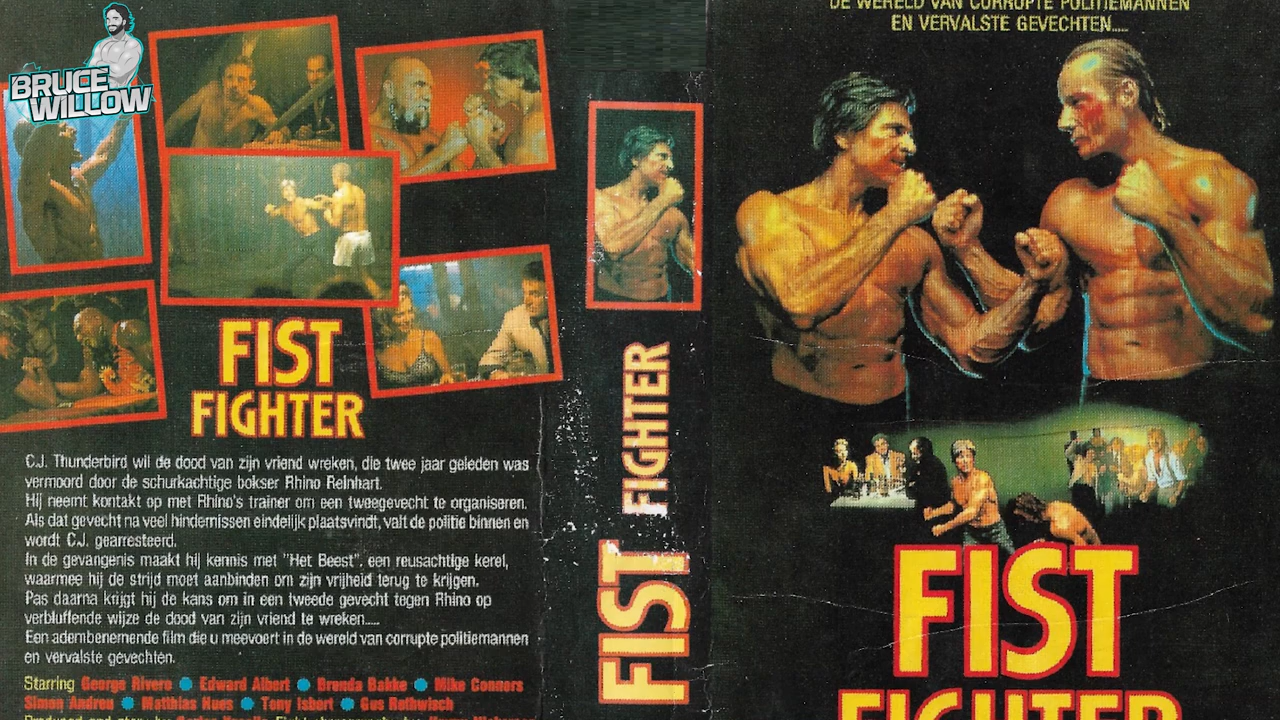 BRUCE
WILLOW
FIST
FIGHTER
C.J. Thunderbird wil de dood van zijn vriend wreken, die twee jaar geleden was
vermoord door de schurkachtige bokser Rhino Reinhart.
Hij neemt kontakt op met Rhino's trainer om een tweegevecht te organiseren.
Als dat gevecht na veel hindernissen eindelijk plaatsvindt, valt de politie binnen en
wordt C.J. gearresteerd.
In de gevangenis maakt hij kennis met "Het Beest", een reusachtige kerel,
waarmee hij de strijd moet aanbinden om zijn vrijheid terug te krijgen.
Pas daarna krijgt hij de kans om in een tweede gevecht tegen Rhino op
verbluffende wijze de dood van zijn vriend te wreken.....
Een adembenemende film die u meevoert in de wereld van corrupte politiemannen
en vervalste gevechten.
Starring George Rivero ● Edward Albert ● Brenda Bakke ● Mike Connors
Simon Andreu ● Matthias Hues ● Tony Isbert ● Gus Rethwisch
Produced and story by
FIST FIGHTER
DE WERELD VAN CORRUPTE POLITIEMANNEN
EN VERVALSTE GEVECHTEN.....
FIST
FIGHTER